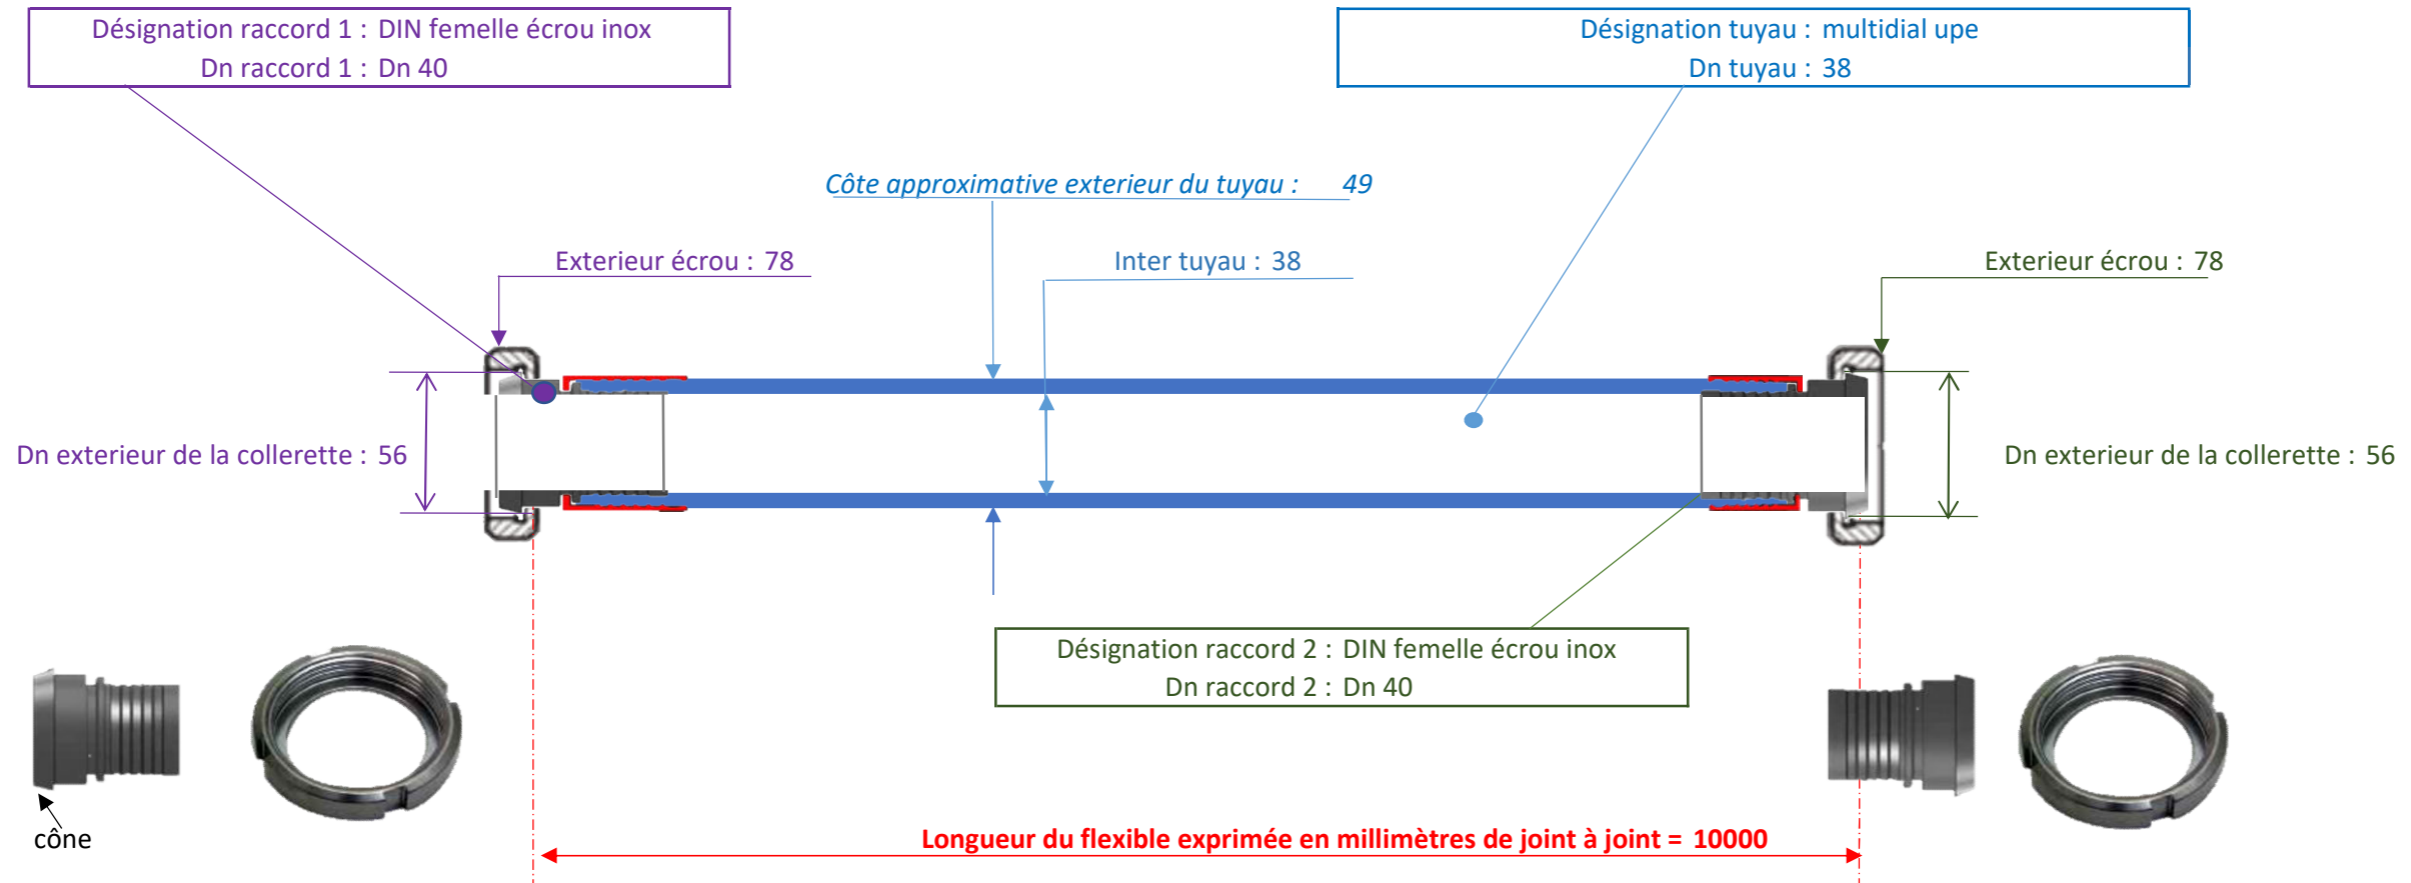 Désignation raccord 1 : DIN femelle écrou inox
Dn raccord 1 : Dn 40
Désignation tuyau : multidial upe
Dn tuyau : 38
Côte approximative exterieur du tuyau : 49
Exterieur écrou : 78
Inter tuyau : 38
Exterieur écrou : 78
Dn exterieur de la collerette : 56
Dn exterieur de la collerette : 56
Désignation raccord 2 : DIN femelle écrou inox
Dn raccord 2 : Dn 40
cône
Longueur du flexible exprimée en millimètres de joint à joint = 10000